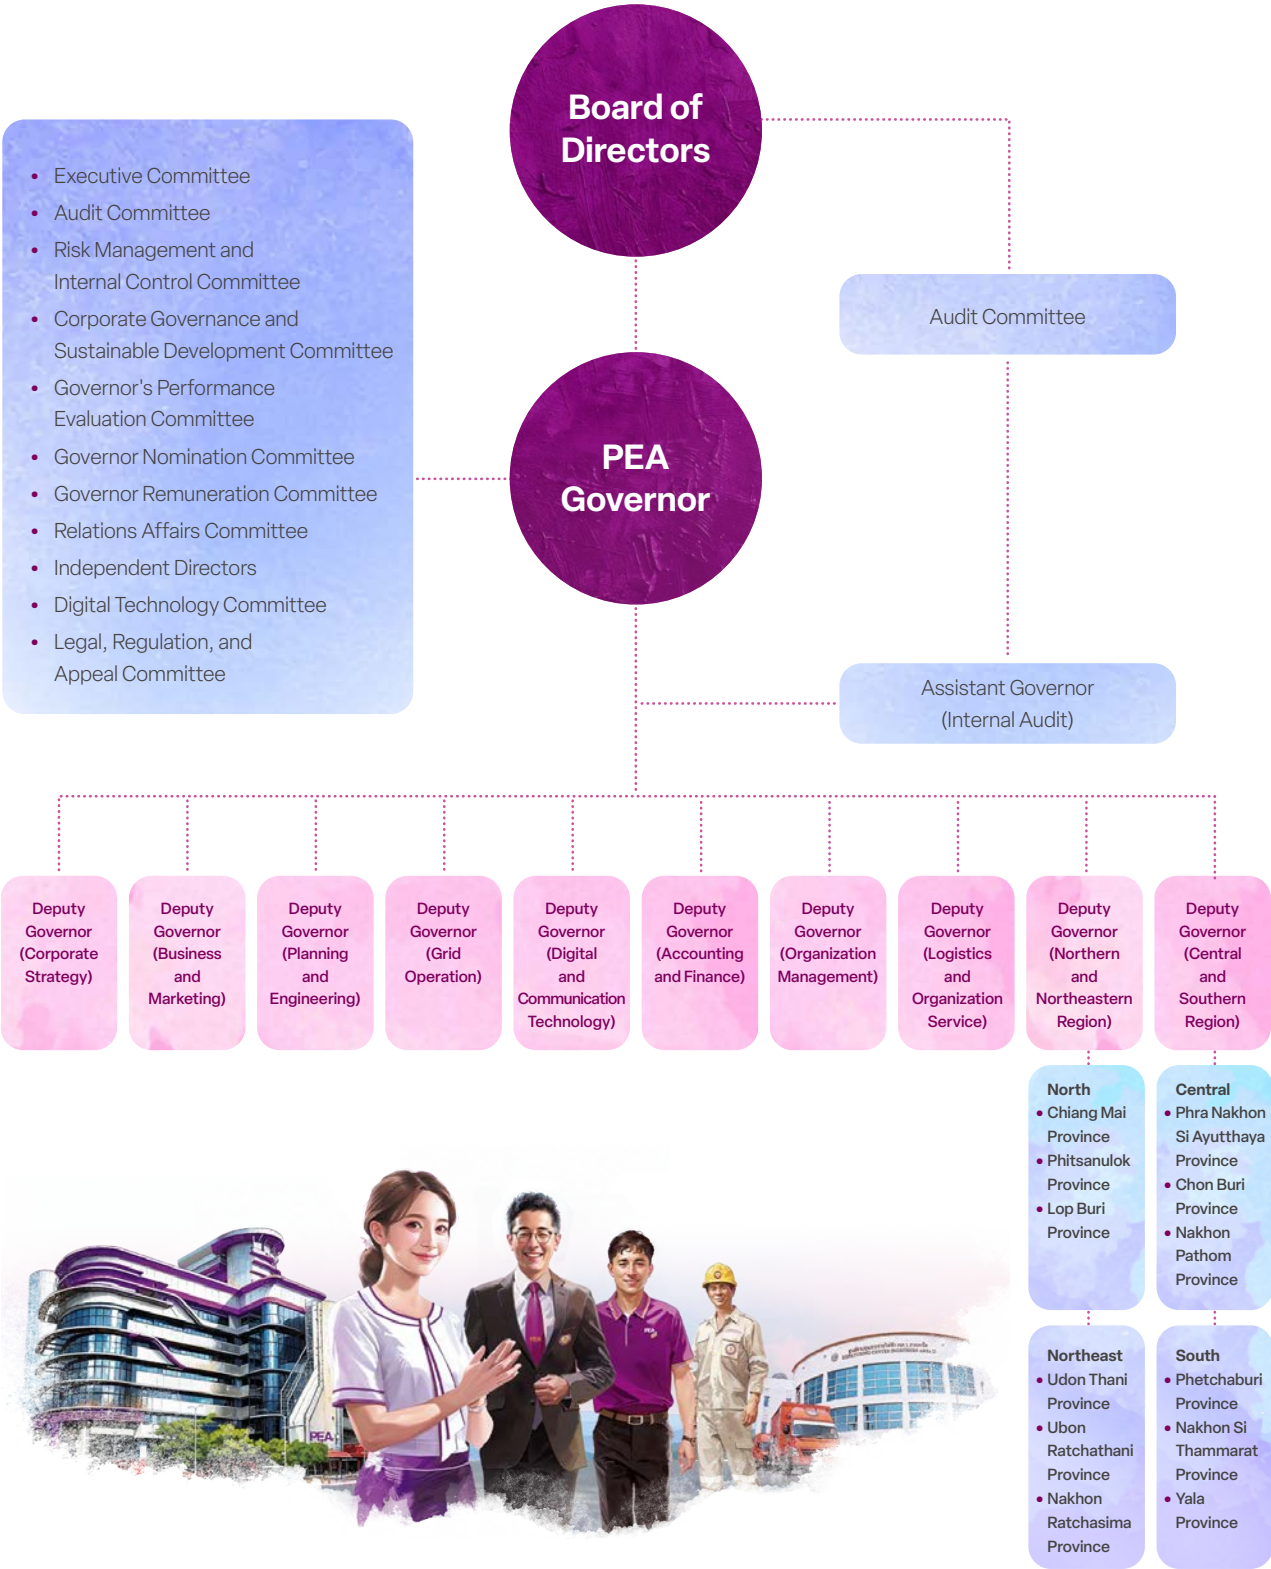 Board of
Directors
• Executive Committee
• Audit Committee
• Risk Management and
Internal Control Committee
• Corporate Governance and
Sustainable Development Committee
• Governor's Performance
Evaluation Committee
• Governor Nomination Committee
• Governor Remuneration Committee
• Relations Affairs Committee
• Independent Directors
• Digital Technology Committee
• Legal, Regulation, and
Appeal Committee
Audit Committee
PEA
Governor
Assistant Governor
(Internal Audit)
Deputy
Governor
(Corporate
Strategy)
Deputy
Governor
(Business
and
Marketing)
Deputy
Governor
(Planning
and
Engineering)
Deputy
Governor
(Grid
Operation)
Deputy
Governor
(Digital
and
Communication
Technology)
Deputy
Governor
(Accounting
and Finance)
Deputy
Governor
(Organization
Management)
Deputy
Governor
(Logistics
and
Organization
Service)
Deputy
Governor
(Northern
and
Northeastern
Region)
Deputy
Governor
(Central
and
Southern
Region)
North
• Chiang Mai
Province
• Phitsanulok
Province
• Lop Buri
Province
Central
• Phra Nakhon
Si Ayutthaya
Province
• Chon Buri
Province
• Nakhon
Pathom
Province
Northeast
• Udon Thani
Province
• Ubon
Ratchathani
Province
• Nakhon
Ratchasima
Province
South
• Phetchaburi
Province
• Nakhon Si
Thammarat
Province
• Yala
Province
PEA
PEA
PEA